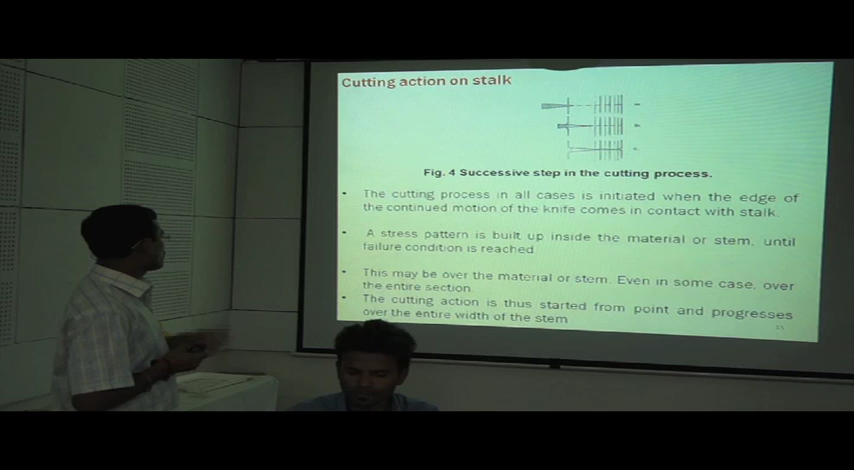 Cutting action on stalk
Fig. 4 Successive step in the cutting process.
• The cutting process in all cases is initiated when the edge of
the continued motion of the knife comes in contact with stalk.
• A stress pattern is built up inside the material or stem, until
failure condition is reached
• This may be over the material or stem. Even in some case, over
the entire section.
• The cutting action is thus started from point and progresses
over the entire width of the stem